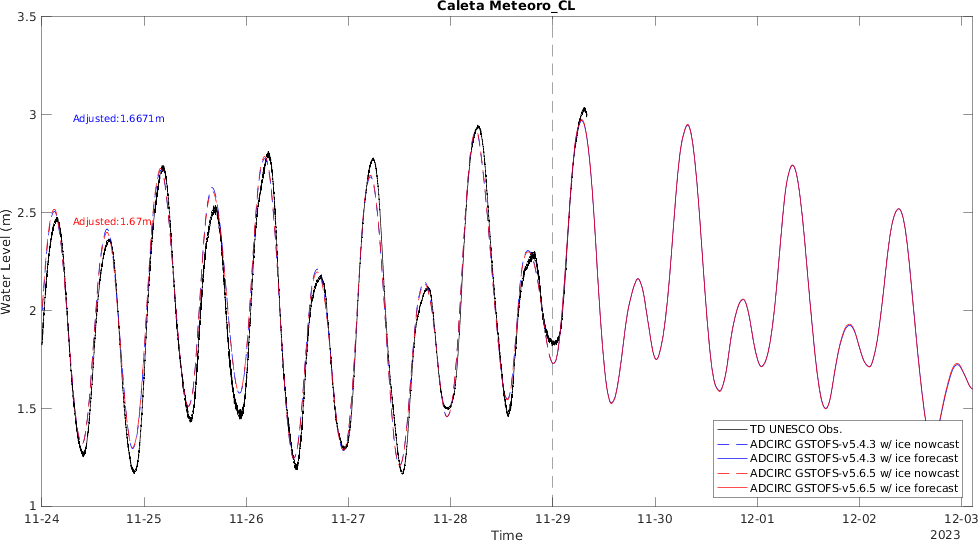 Caleta Meteoro_CL
3.5
3
2.5
2
1.5
1
Water Level (m)
Adjusted:1.6671m
Adjusted:1.67m
TD UNESCO Obs.
ADCIRC GSTOFS-v5.4.3 w/ ice nowcast
ADCIRC GSTOFS-v5.4.3 w/ ice forecast
ADCIRC GSTOFS-v5.6.5 w/ ice nowcast
ADCIRC GSTOFS-v5.6.5 w/ ice forecast
11-24 11-25 11-26 11-27 11-28 11-29 11-30 12-01 12-02 12-03
Time
2023